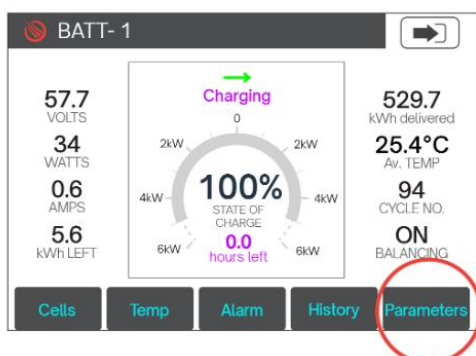 BATT- 1
57.7
VOLTS
34
WATTS
0.6
AMPS
5.6
kWh LEFT
Charging
0
2kW
2kW
4kW
4kW
6kW
6kW
100%
STATE OF
CHARGE
0.0
hours left
529.7
kWh delivered
25.4°C
Av. TEMP
94
CYCLE NO.
ON
BALANCING
Cells
Temp
Alarm
History
Parameters